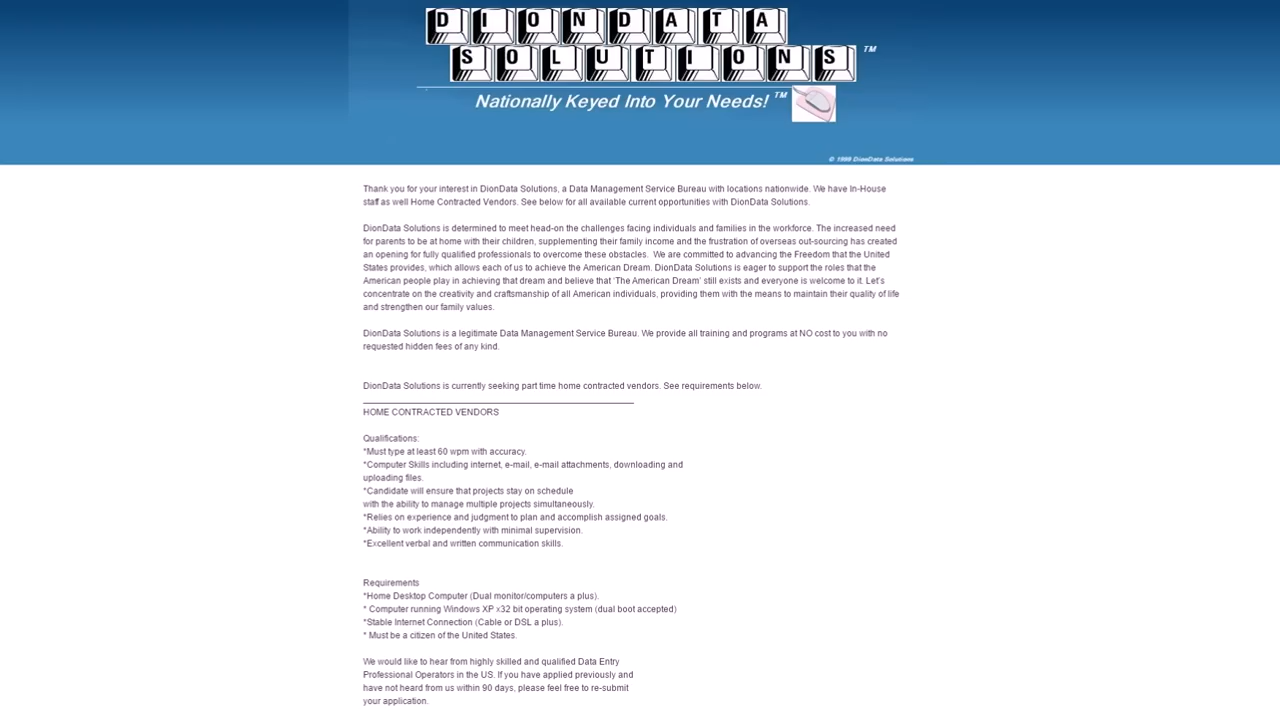 DIONDATA
SOLUTIONS ™
Nationally Keyed Into Your Needs! ™
© 1999 DionData Solutions
Thank you for your interest in DionData Solutions, a Data Management Service Bureau with locations nationwide. We have In-House
staff as well Home Contracted Vendors. See below for all available current opportunities with DionData Solutions.
DionData Solutions is determined to meet head-on the challenges facing individuals and families in the workforce. The increased need
for parents to be at home with their children, supplementing their family income and the frustration of overseas out-sourcing has created
an opening for fully qualified professionals to overcome these obstacles. We are committed to advancing the Freedom that the United
States provides, which allows each of us to achieve the American Dream. DionData Solutions is eager to support the roles that the
American people play in achieving that dream and believe that 'The American Dream' still exists and everyone is welcome to it. Let's
concentrate on the creativity and craftsmanship of all American individuals, providing them with the means to maintain their quality of life
and strengthen our family values.
DionData Solutions is a legitimate Data Management Service Bureau. We provide all training and programs at NO cost to you with no
requested hidden fees of any kind.
DionData Solutions is currently seeking part time home contracted vendors. See requirements below.
HOME CONTRACTED VENDORS
Qualifications:
*Must type at least 60 wpm with accuracy.
*Computer Skills including internet, e-mail, e-mail attachments, downloading and
uploading files.
*Candidate will ensure that projects stay on schedule
with the ability to manage multiple projects simultaneously.
*Relies on experience and judgment to plan and accomplish assigned goals.
*Ability to work independently with minimal supervision.
*Excellent verbal and written communication skills.
Requirements
*Home Desktop Computer (Dual monitor/computers a plus).
* Computer running Windows XP x32 bit operating system (dual boot accepted)
*Stable Internet Connection (Cable or DSL a plus).
* Must be a citizen of the United States.
We would like to hear from highly skilled and qualified Data Entry
Professional Operators in the US. If you have applied previously and
have not heard from us within 90 days, please feel free to re-submit
your application.